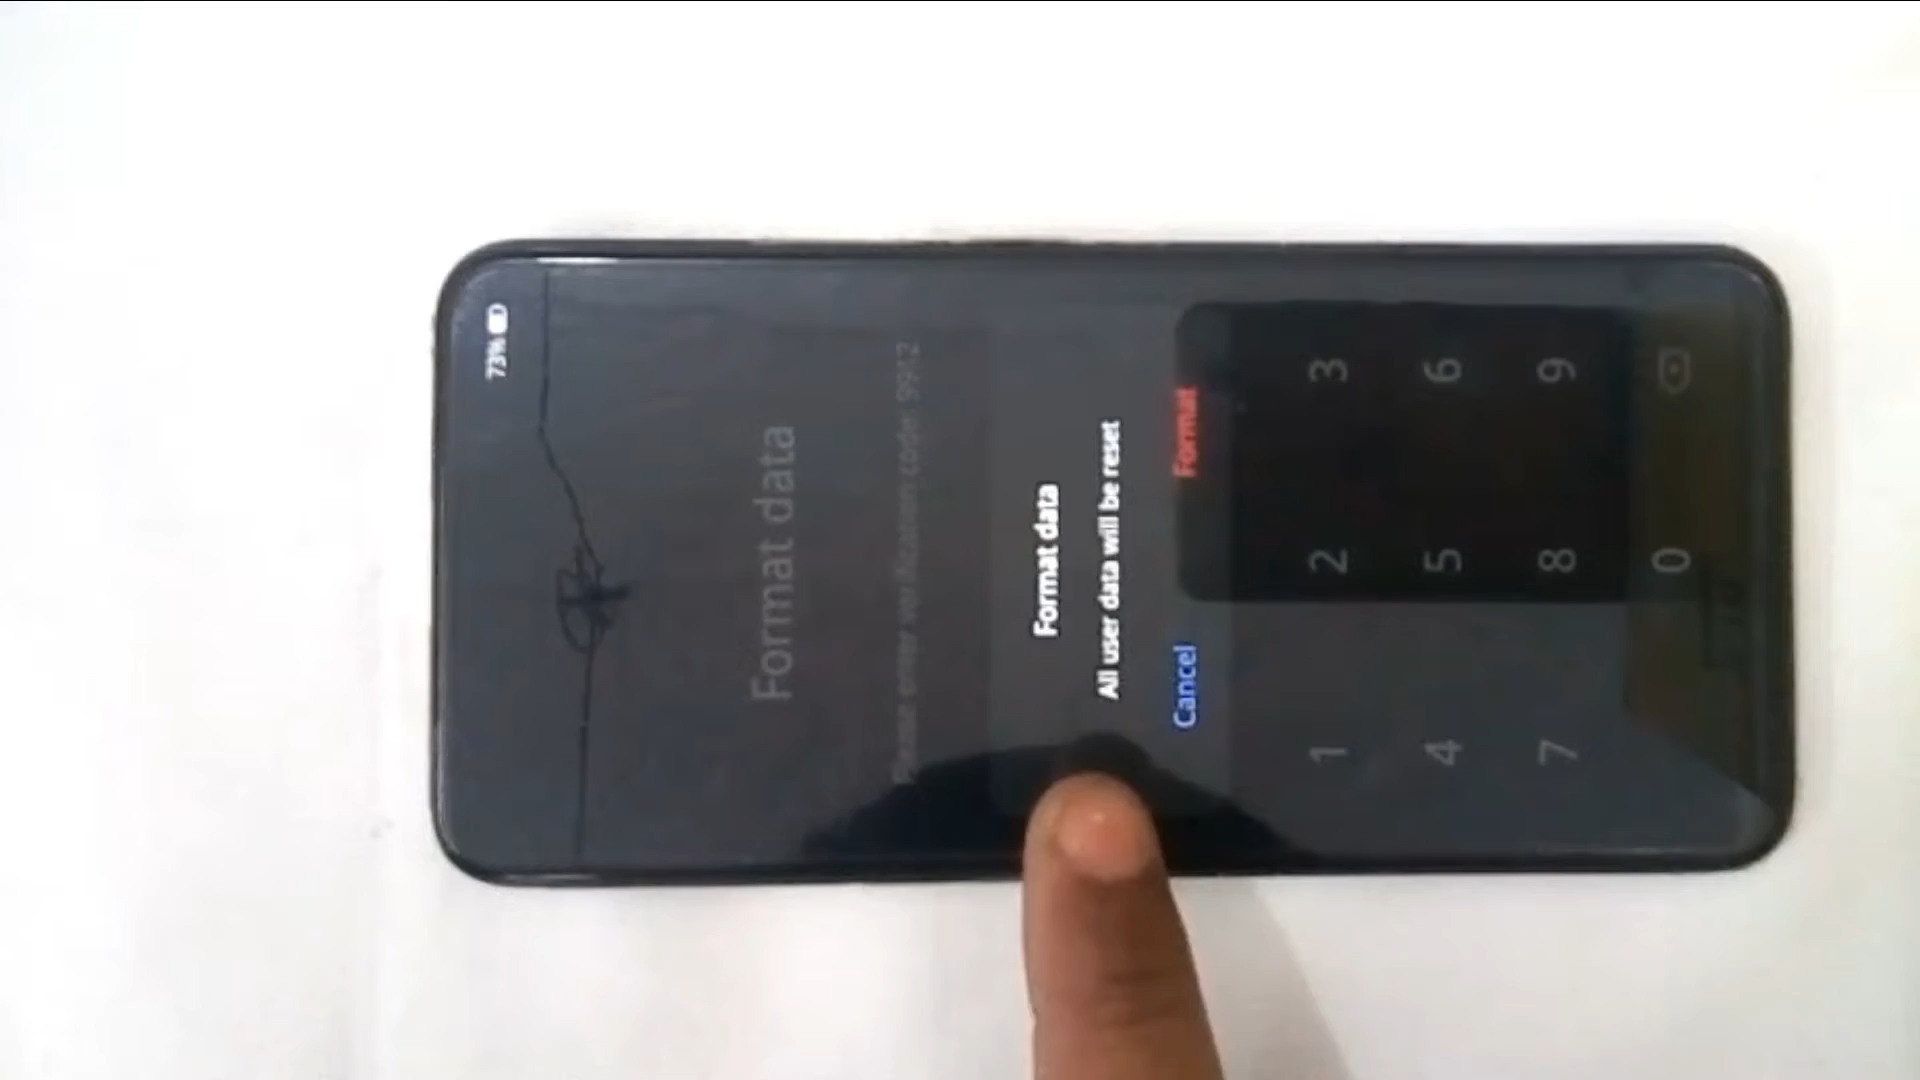 73%
Format data
Please enter verification code: 9912
Format data
All user data will be reset
Cancel Format
1 2 3
4 5 6
7 8 9
0